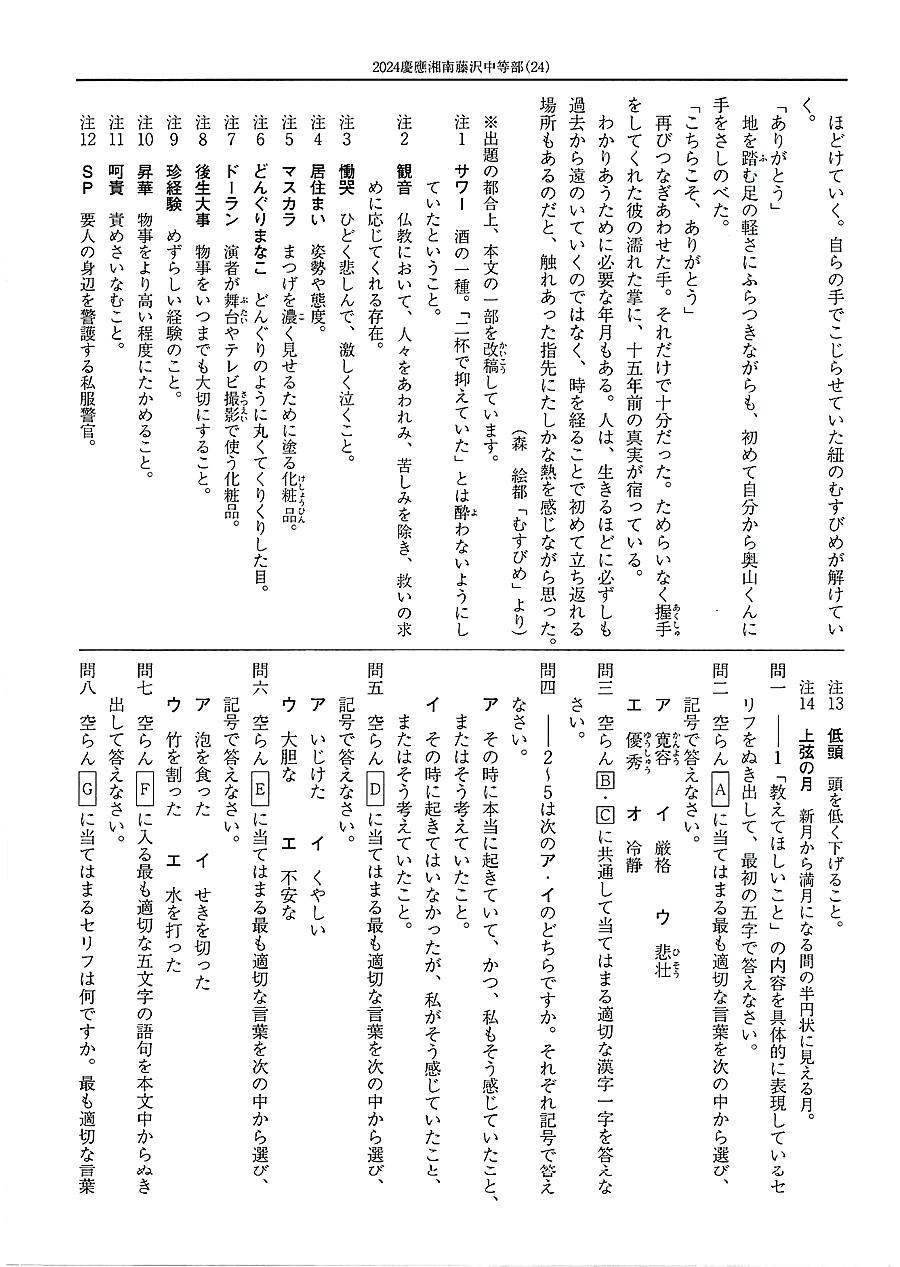 2024慶應湘南藤沢中等部(24)
　ほどけていく。自らの手でこじらせていた紐のむすびめが解けてい
く。
「ありがとう」
　地を踏む足の軽さにふらつきながらも、初めて自分から奥山くんに
手をさしのべた。
「こちらこそ、ありがとう」
　再びつなぎあわせた手。それだけで十分だった。ためらいなく握手
をしてくれた彼の濡れた掌に、十五年前の真実が宿っている。
　わかりあうために必要な年月もある。人は、生きるほどに必ずしも
過去から遠のいていくのではなく、時を経ることで初めて立ち返れる
場所もあるのだと、触れあった指先にたしかな熱を感じながら思った。
（森　絵都「むすびめ」より）
※出題の都合上、本文の一部を改稿しています。
注1　サワー　酒の一種。「二杯で抑えていた」とは酔わないようにし
ていたということ。
注2　観音　仏教において、人々をあわれみ、苦しみを除き、救いの求
めに応じてくれる存在。
注3　慟哭　ひどく悲しんで、激しく泣くこと。
注4　居住まい　姿勢や態度。
注5　マスカラ　まつげを濃く見せるために塗る化粧品。
注6　どんぐりまなこ　どんぐりのように丸くてくりくりした目。
注7　ドーラン　演者が舞台やテレビ撮影で使う化粧品。
注8　後生大事　物事をいつまでも大切にすること。
注9　珍経験　めずらしい経験のこと。
注10　昇華　物事をより高い程度にたかめること。
注11　呵責　責めさいなむこと。
注12　ＳＰ　要人の身辺を警護する私服警官。
注13　低頭　頭を低く下げること。
注14　上弦の月　新月から満月になる間の半円状に見える月。
問一　――1「教えてほしいこと」の内容を具体的に表現しているセ
リフをぬき出して、最初の五字で答えなさい。
問二　空らん A に当てはまる最も適切な言葉を次の中から選び、
記号で答えなさい。
ア　寛容　イ　厳格　ウ　悲壮
エ　優秀　オ　冷静
問三　空らん B・C に共通して当てはまる適切な漢字一字を答えな
さい。
問四　――2～5は次のア・イのどちらですか。それぞれ記号で答え
なさい。
ア　その時に本当に起きていて、かつ、私もそう感じていたこと、
またはそう考えていたこと。
イ　その時に起きてはいなかったが、私がそう感じていたこと、
またはそう考えていたこと。
問五　空らん D に当てはまる最も適切な言葉を次の中から選び、
記号で答えなさい。
ア　いじけた　イ　くやしい
ウ　大胆な　エ　不安な
問六　空らん E に当てはまる最も適切な言葉を次の中から選び、
記号で答えなさい。
ア　泡を食った　イ　せきを切った
ウ　竹を割った　エ　水を打った
問七　空らん F に入る最も適切な五文字の語句を本文中からぬき
出して答えなさい。
問八　空らん G に当てはまるセリフは何ですか。最も適切な言葉